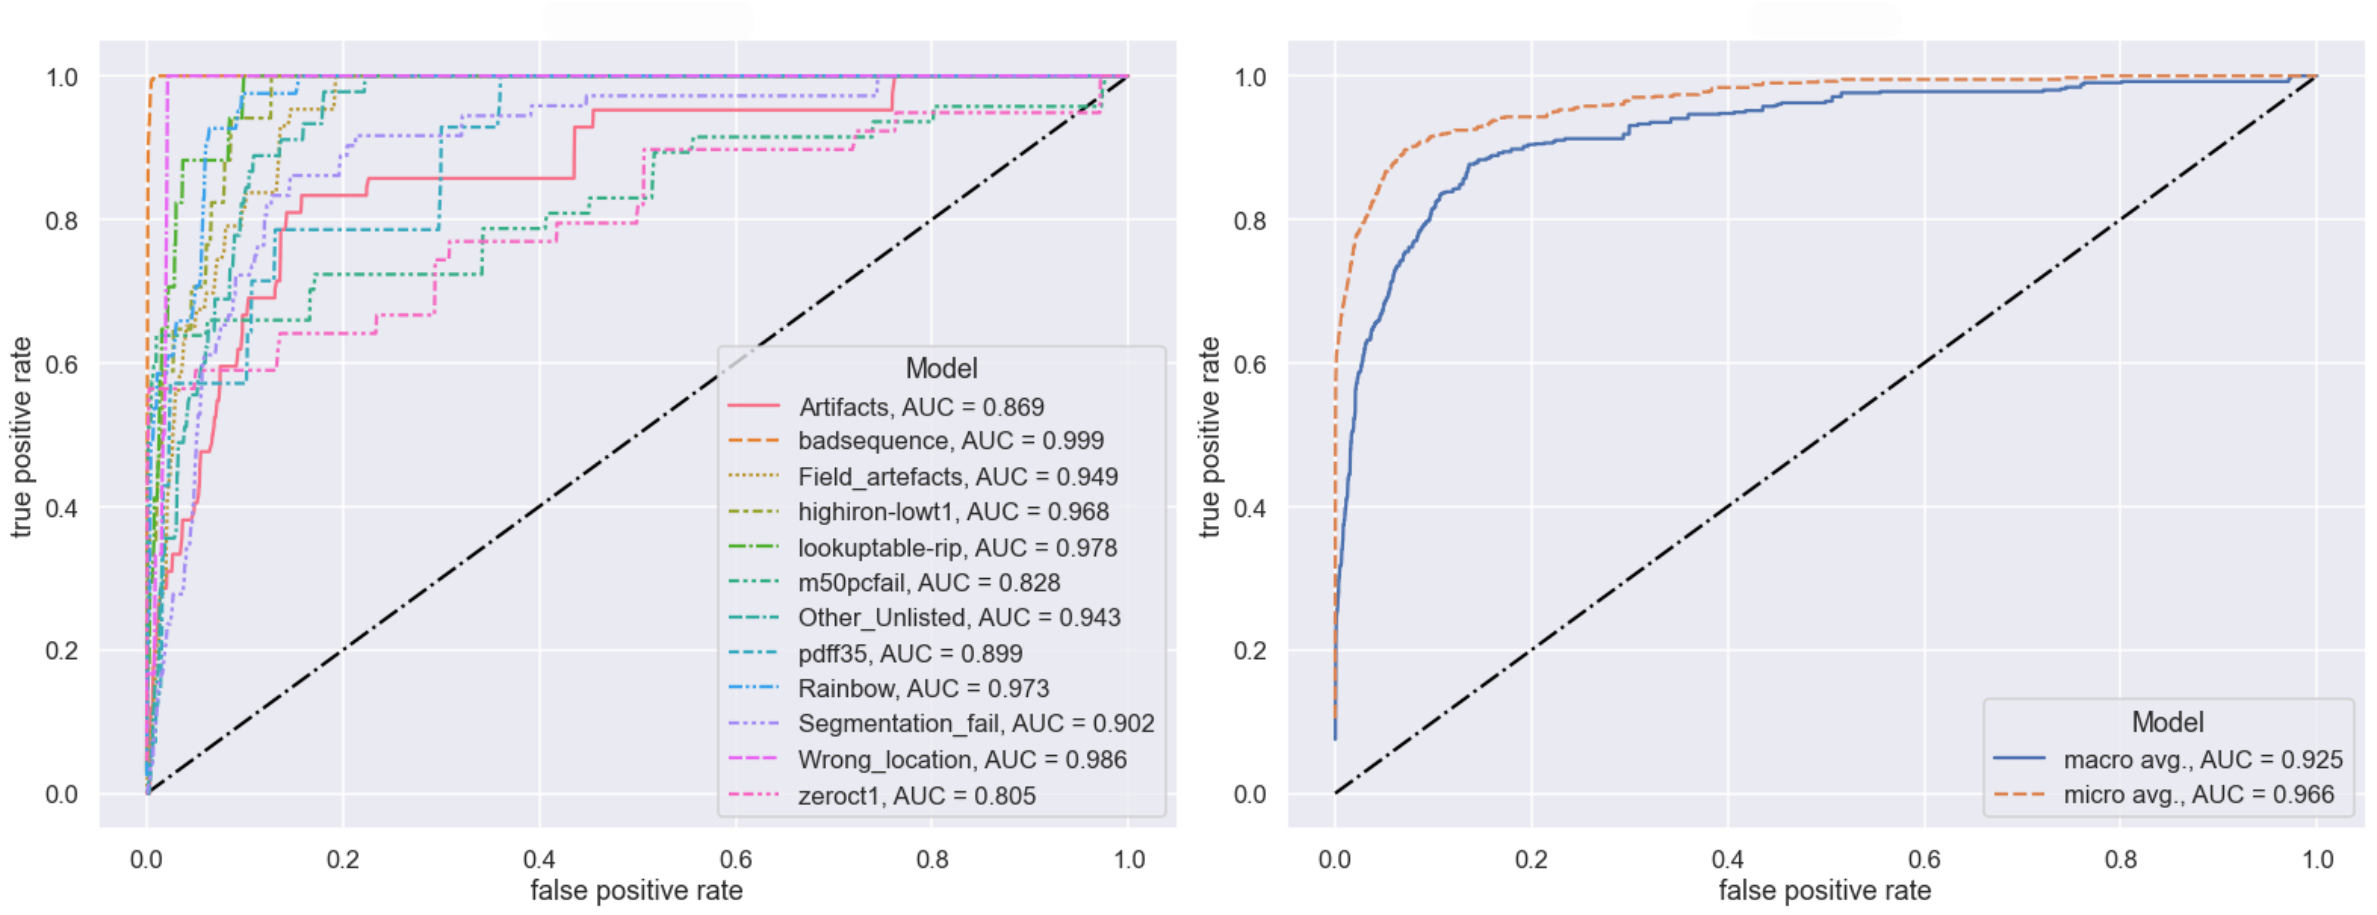 true positive rate
1.0
0.8
0.6
0.4
0.2
0.0
Model
Artifacts, AUC = 0.869
badsequence, AUC = 0.999
Field_artefacts, AUC = 0.949
highiron-lowt1, AUC = 0.968
lookuptable-rip, AUC = 0.978
m50pcfail, AUC = 0.828
Other_Unlisted, AUC = 0.943
pdff35, AUC = 0.899
Rainbow, AUC = 0.973
Segmentation_fail, AUC = 0.902
Wrong_location, AUC = 0.986
zeroct1, AUC = 0.805
0.0 0.2 0.4 0.6 0.8 1.0
false positive rate
true positive rate
1.0
0.8
0.6
0.4
0.2
0.0
Model
macro avg., AUC = 0.925
micro avg., AUC = 0.966
0.0 0.2 0.4 0.6 0.8 1.0
false positive rate